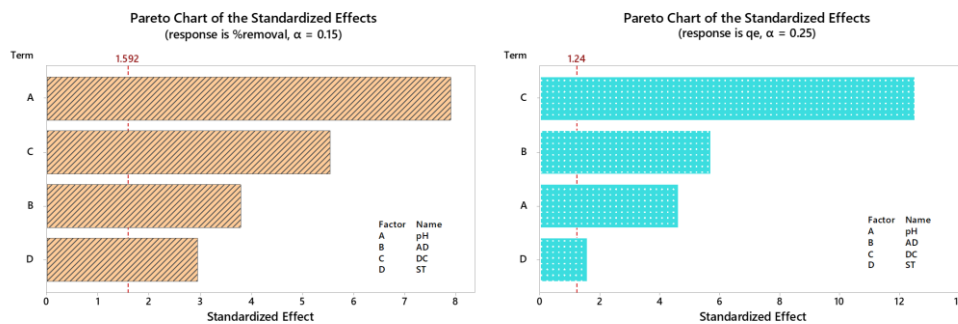 Pareto Chart of the Standardized Effects
(response is %removal, α = 0.15)
Term
1.592
A
C
B
D
Factor Name
A pH
B AD
C DC
D ST
0 1 2 3 4 5 6 7 8
Standardized Effect
Pareto Chart of the Standardized Effects
(response is qe, α = 0.25)
Term
1.24
C
B
A
D
Factor Name
A pH
B AD
C DC
D ST
0 2 4 6 8 10 12
Standardized Effect